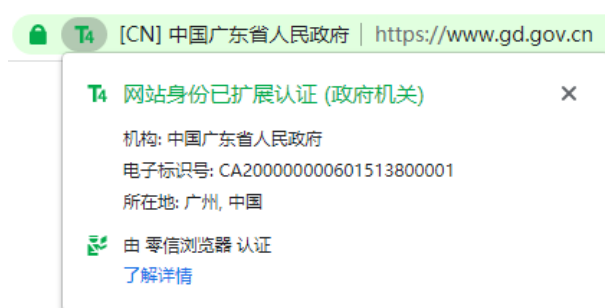 T4 [CN] 中国广东省人民政府 | https://www.gd.gov.cn
T4 网站身份已扩展认证 (政府机关)
机构: 中国广东省人民政府
电子标识号: CA200000000601513800001
所在地: 广州, 中国
由 零信浏览器 认证
了解详情